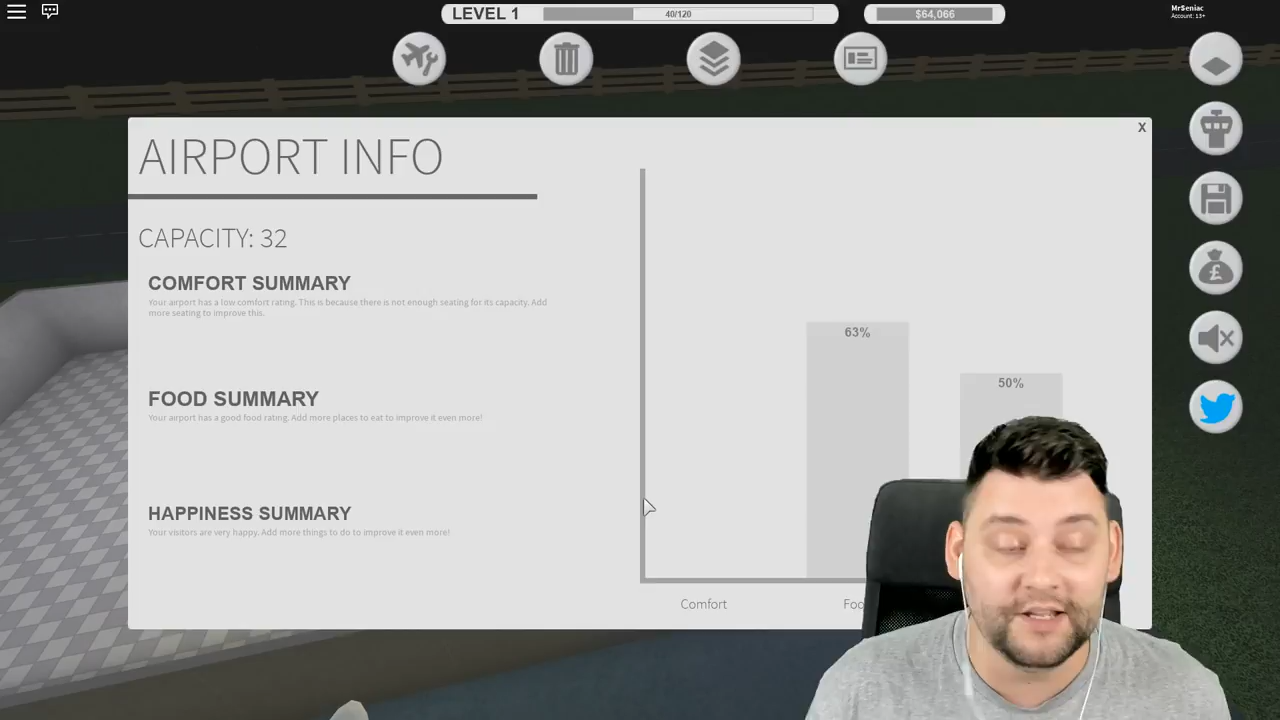 LEVEL 1
40/120
$64,066
Mr$eniac
Account: 13+
X
AIRPORT INFO
CAPACITY: 32
COMFORT SUMMARY
Your airport has a low comfort rating. This is because there is not enough seating for its capacity. Add
more seating to improve this.
FOOD SUMMARY
Your airport has a good food rating. Add more places to eat to improve it even more!
HAPPINESS SUMMARY
Your visitors are very happy. Add more things to do to improve it even more!
63%
50%
Comfort
Foo